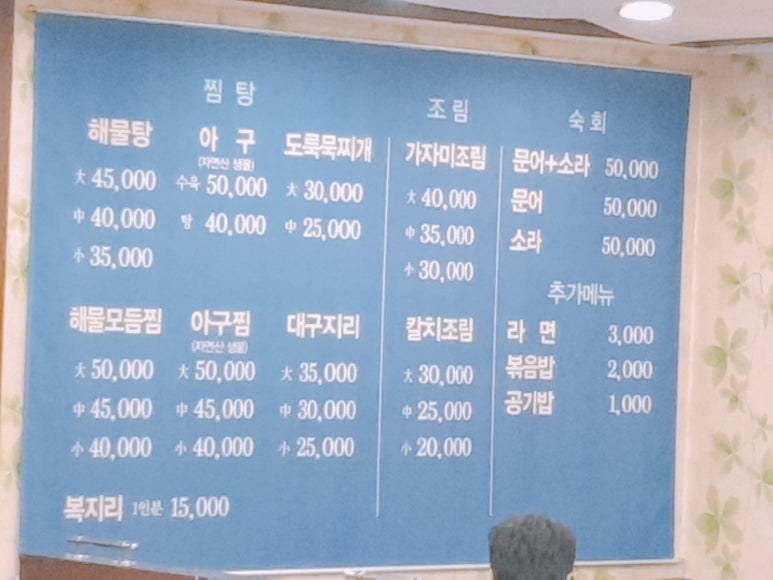 찜 탕
해물탕
大 45,000
中 40,000
小 35,000
아 구
(자연산 생물)
수육 50,000
탕 40,000
도룩묵찌개
大 30,000
中 25,000
해물모듬찜
大 50,000
中 45,000
小 40,000
아구찜
(자연산 생물)
大 50,000
中 45,000
小 40,000
대구지리
大 35,000
中 30,000
小 25,000
복지리 1인분 15,000
조 림
가자미조림
大 40,000
中 35,000
小 30,000
칼치조림
大 30,000
中 25,000
小 20,000
숙 회
문어+소라 50,000
문어 50,000
소라 50,000
추가메뉴
라 면 3,000
볶음밥 2,000
공기밥 1,000